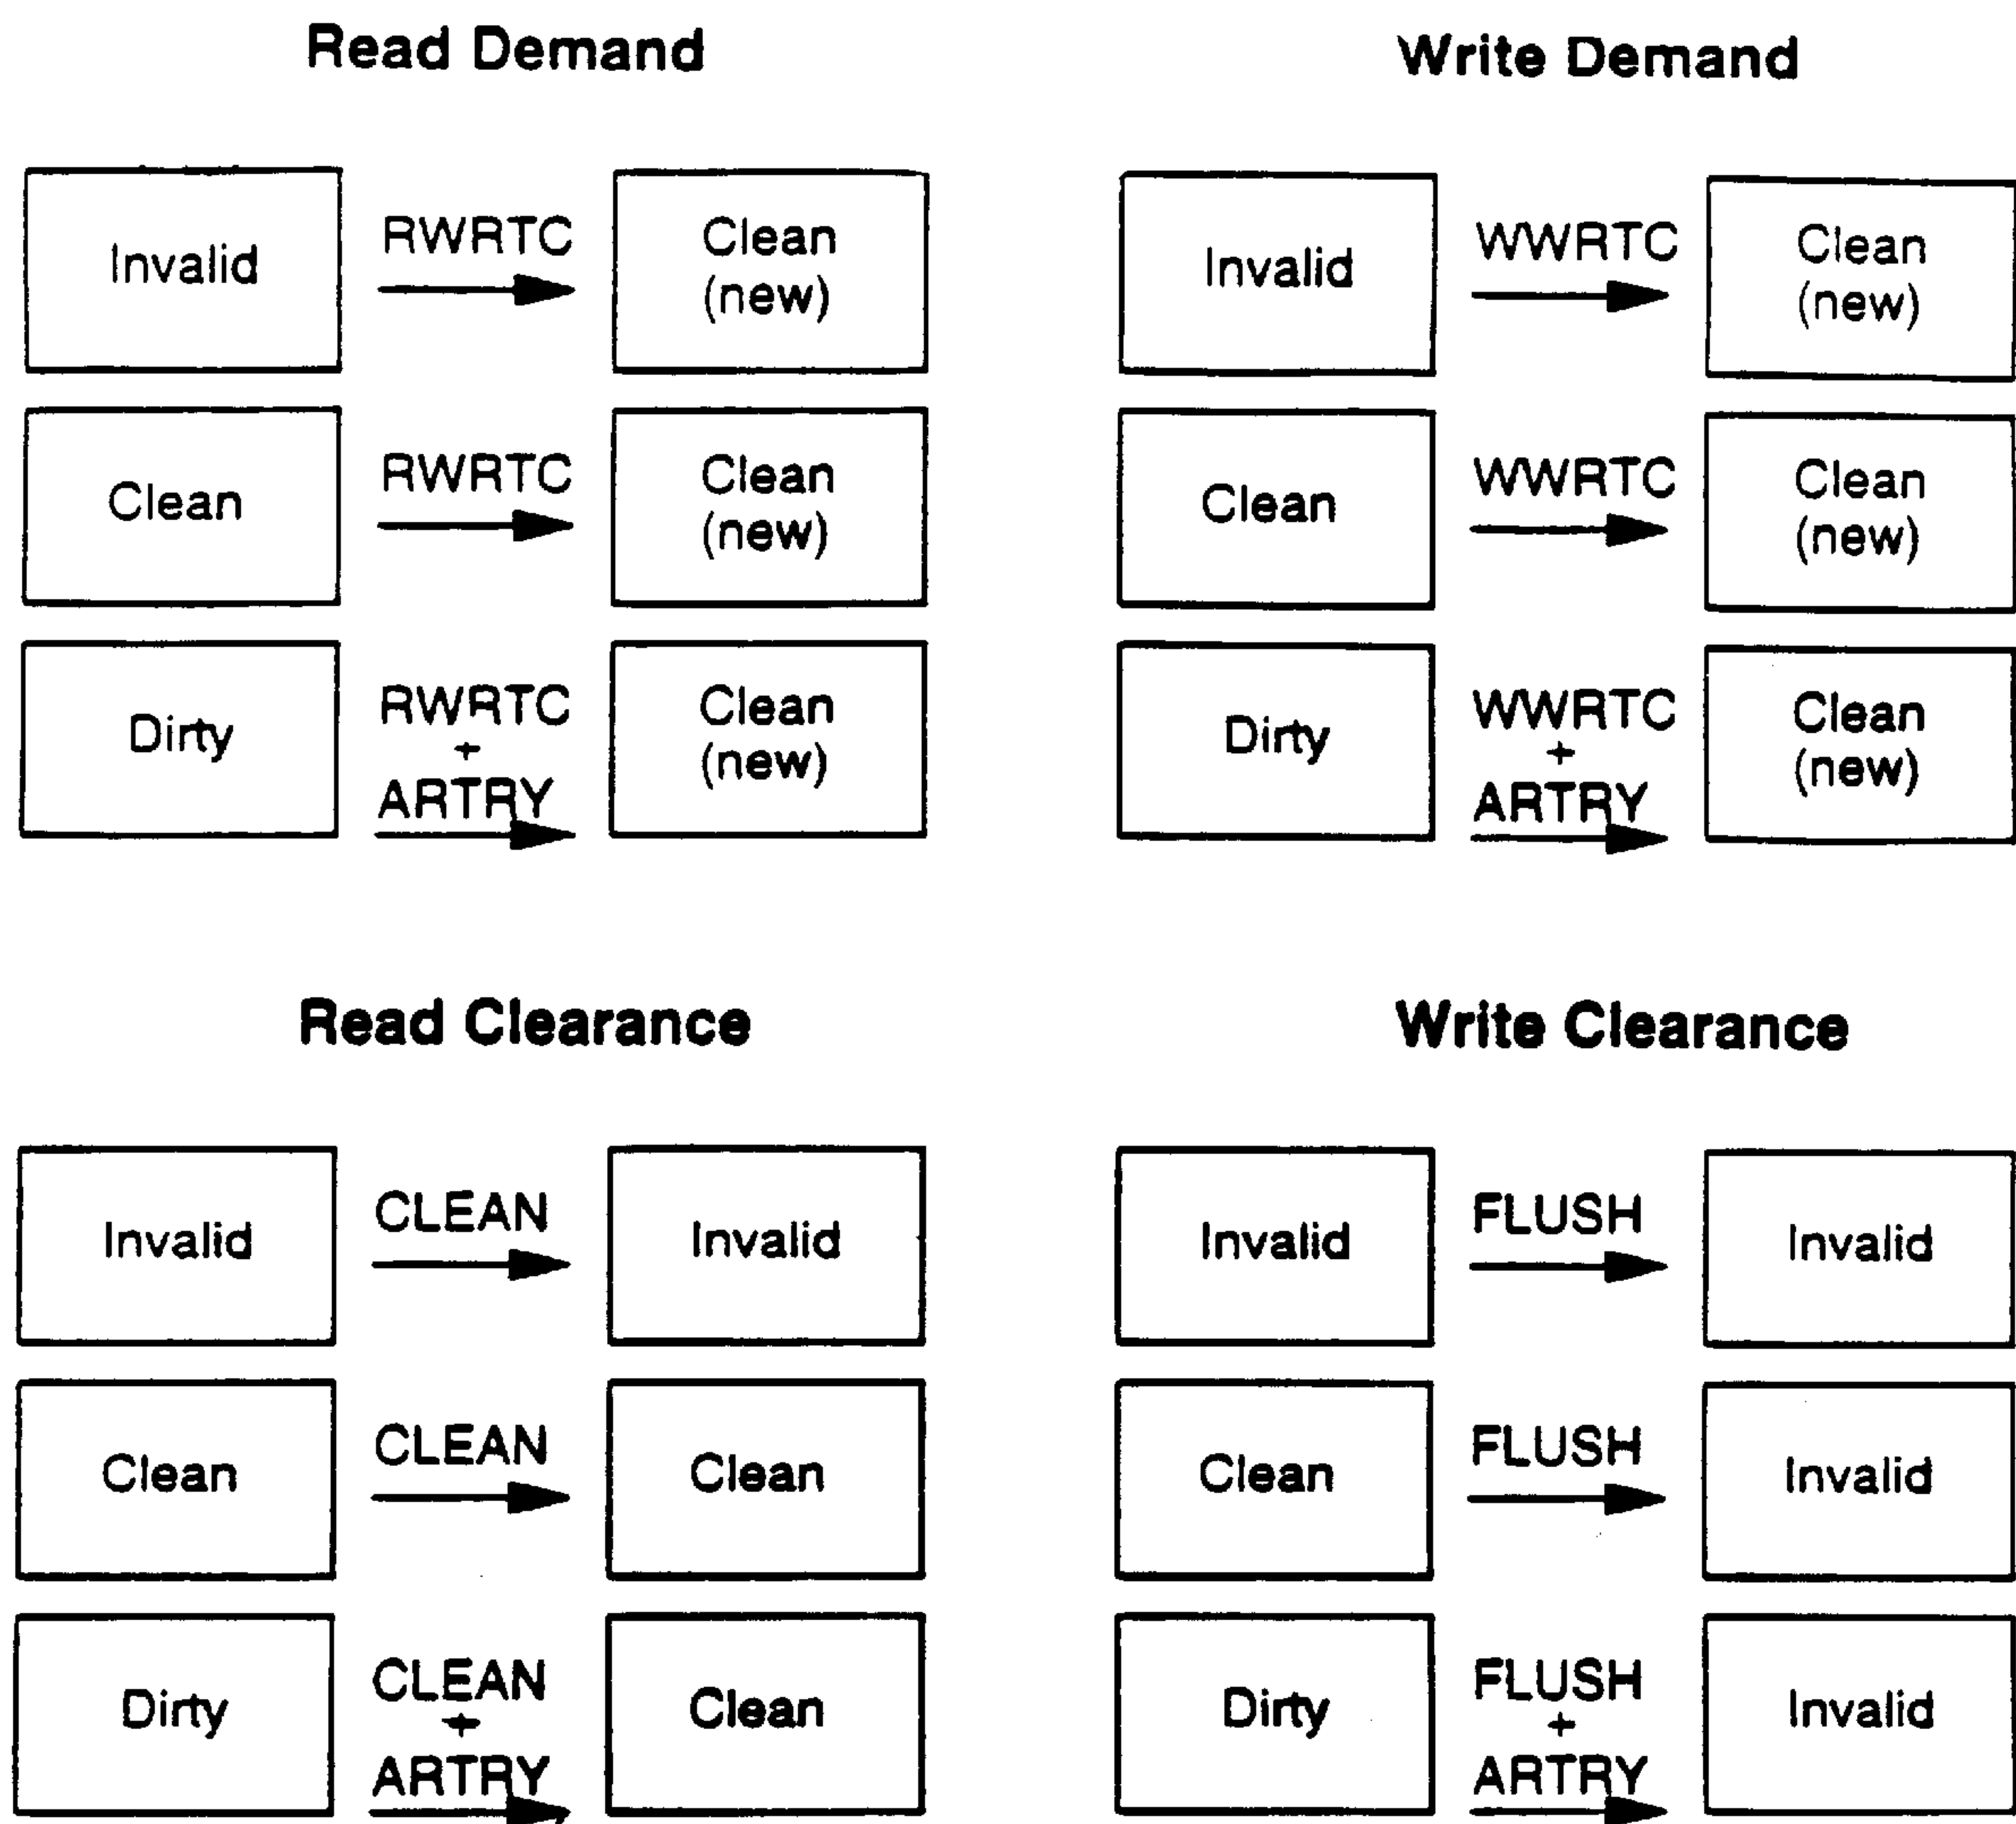 Read Demand
Invalid
RWRTC
Clean
(new)
Clean
RWRTC
Clean
(new)
Dirty
RWRTC
+
ARTRY
Clean
(new)
Write Demand
Invalid
WWRTC
Clean
(new)
Clean
WWRTC
Clean
(new)
Dirty
WWRTC
+
ARTRY
Clean
(new)
Read Clearance
Invalid
CLEAN
Invalid
Clean
CLEAN
Clean
Dirty
CLEAN
+
ARTRY
Clean
Write Clearance
Invalid
FLUSH
Invalid
Clean
FLUSH
Invalid
Dirty
FLUSH
+
ARTRY
Invalid